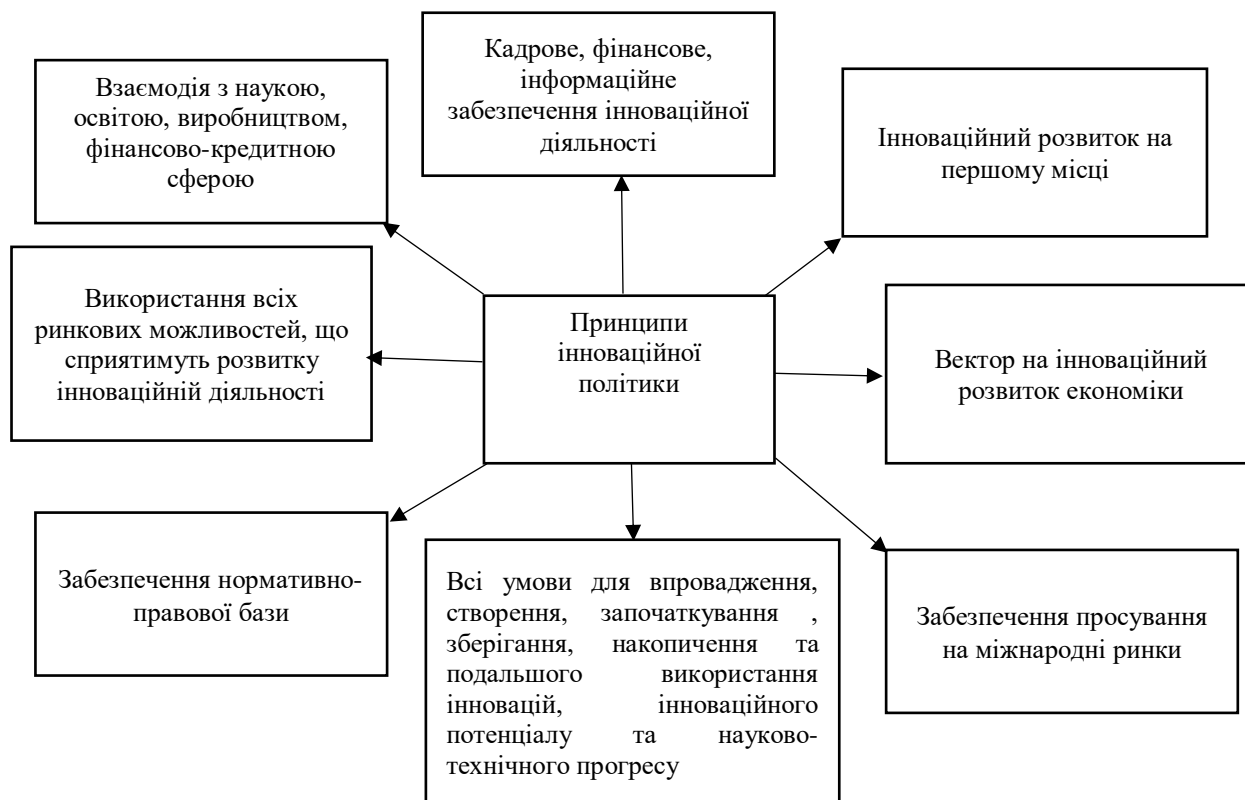 Кадрове, фінансове,
інформаційне
забезпечення інноваційної
діяльності
Взаємодія з наукою,
освітою, виробництвом,
фінансово-кредитною
сферою
Інноваційний розвиток на
першому місці
Використання всіх
ринкових можливостей, що
сприятимуть розвитку
інноваційній діяльності
Принципи
інноваційної
політики
Вектор на інноваційний
розвиток економіки
Забезпечення нормативно-
правової бази
Всі умови для впровадження,
створення, започаткування ,
зберігання, накопичення та
подальшого використання
інновацій, інноваційного
потенціалу та науково-
технічного прогресу
Забезпечення просування
на міжнародні ринки